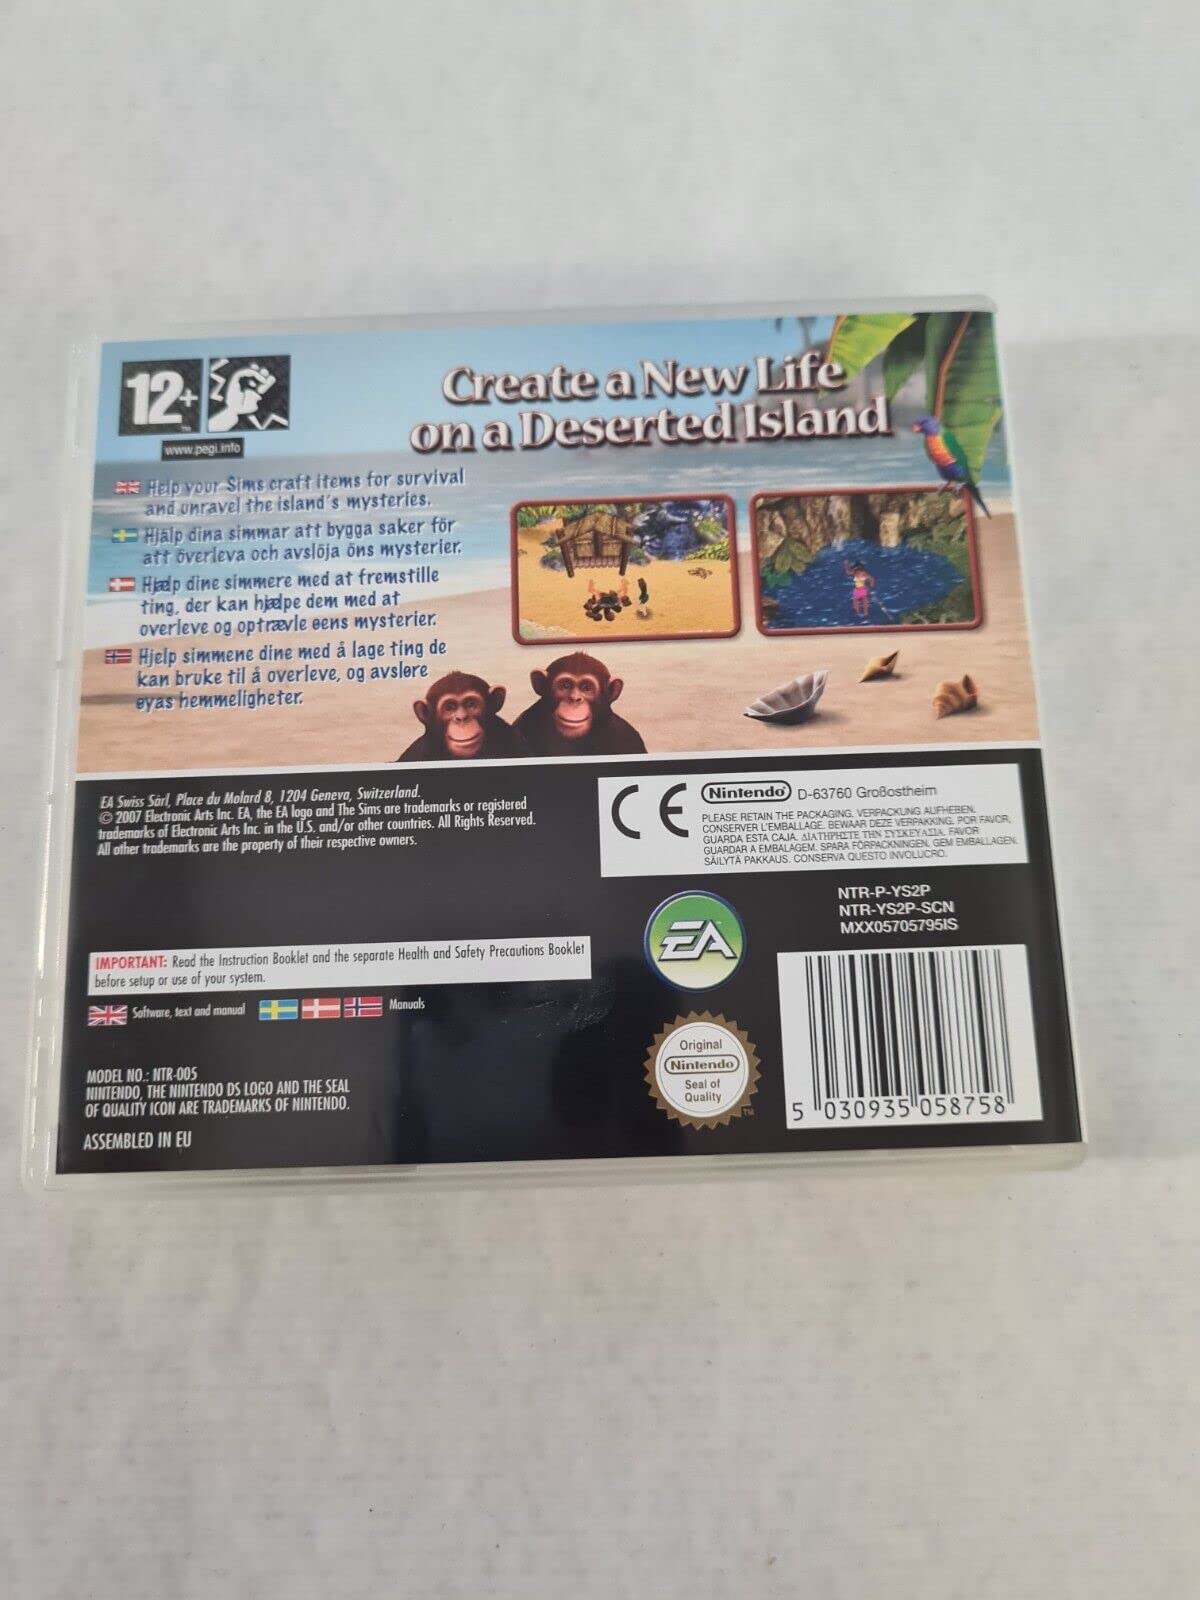 12+
www.pegi.info
Create a New Life
on a Deserted Island
Help your Sims craft items for survival
and unravel the island's mysteries.
Hjälp dina simmar att bygga saker för
att överleva och avslöja öns mysterier.
Hjælp dine simmere med at fremstille
ting, der kan hjælpe dem med at
overleve og optrævle øens mysterier.
Hjelp simmene dine med å lage ting de
kan bruke til å overleve, og avsløre
øyas hemmeligheter.
EA Swiss Sàrl, Place du Molard 8, 1204 Geneva, Switzerland.
© 2007 Electronic Arts Inc. EA, the EA logo and The Sims are trademarks or registered
trademarks of Electronic Arts Inc. in the U.S. and/or other countries. All Rights Reserved.
All other trademarks are the property of their respective owners.
CE
Nintendo D-63760 Großostheim
PLEASE RETAIN THE PACKAGING. VERPACKUNG AUFHEBEN.
CONSERVER L'EMBALLAGE. BEWAAR DEZE VERPAKKING. POR FAVOR,
GUARDA ESTA CAJA. ΔΙΑΤΗΡΗΣΤΕ ΤΗΝ ΣΥΣΚΕΥΑΣΙΑ. FAVOR
GUARDAR A EMBALAGEM. SPARA FÖRPACKNINGEN. GEM EMBALLAGEN.
SÄILYTÄ PAKKAUS. CONSERVA QUESTO INVOLUCRO.
NTR-P-YS2P
NTR-YS2P-SCN
MXX05705795IS
EA
IMPORTANT: Read the Instruction Booklet and the separate Health and Safety Precautions Booklet
before setup or use of your system.
Software, text and manual
Manuals
MODEL NO.: NTR-005
NINTENDO, THE NINTENDO DS LOGO AND THE SEAL
OF QUALITY ICON ARE TRADEMARKS OF NINTENDO.
ASSEMBLED IN EU
Original
Nintendo
Seal of
Quality
TM
5 030935 058758